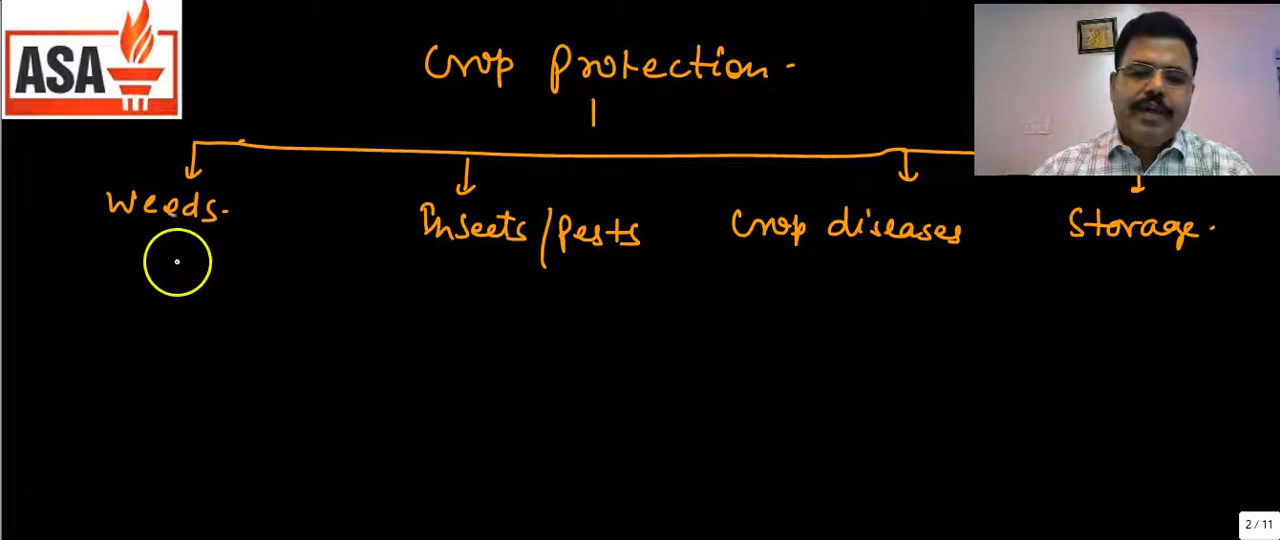 ASA
Crop Protection.
Weeds.
Insects/Pests
Crop diseases
Storage.
2 / 11